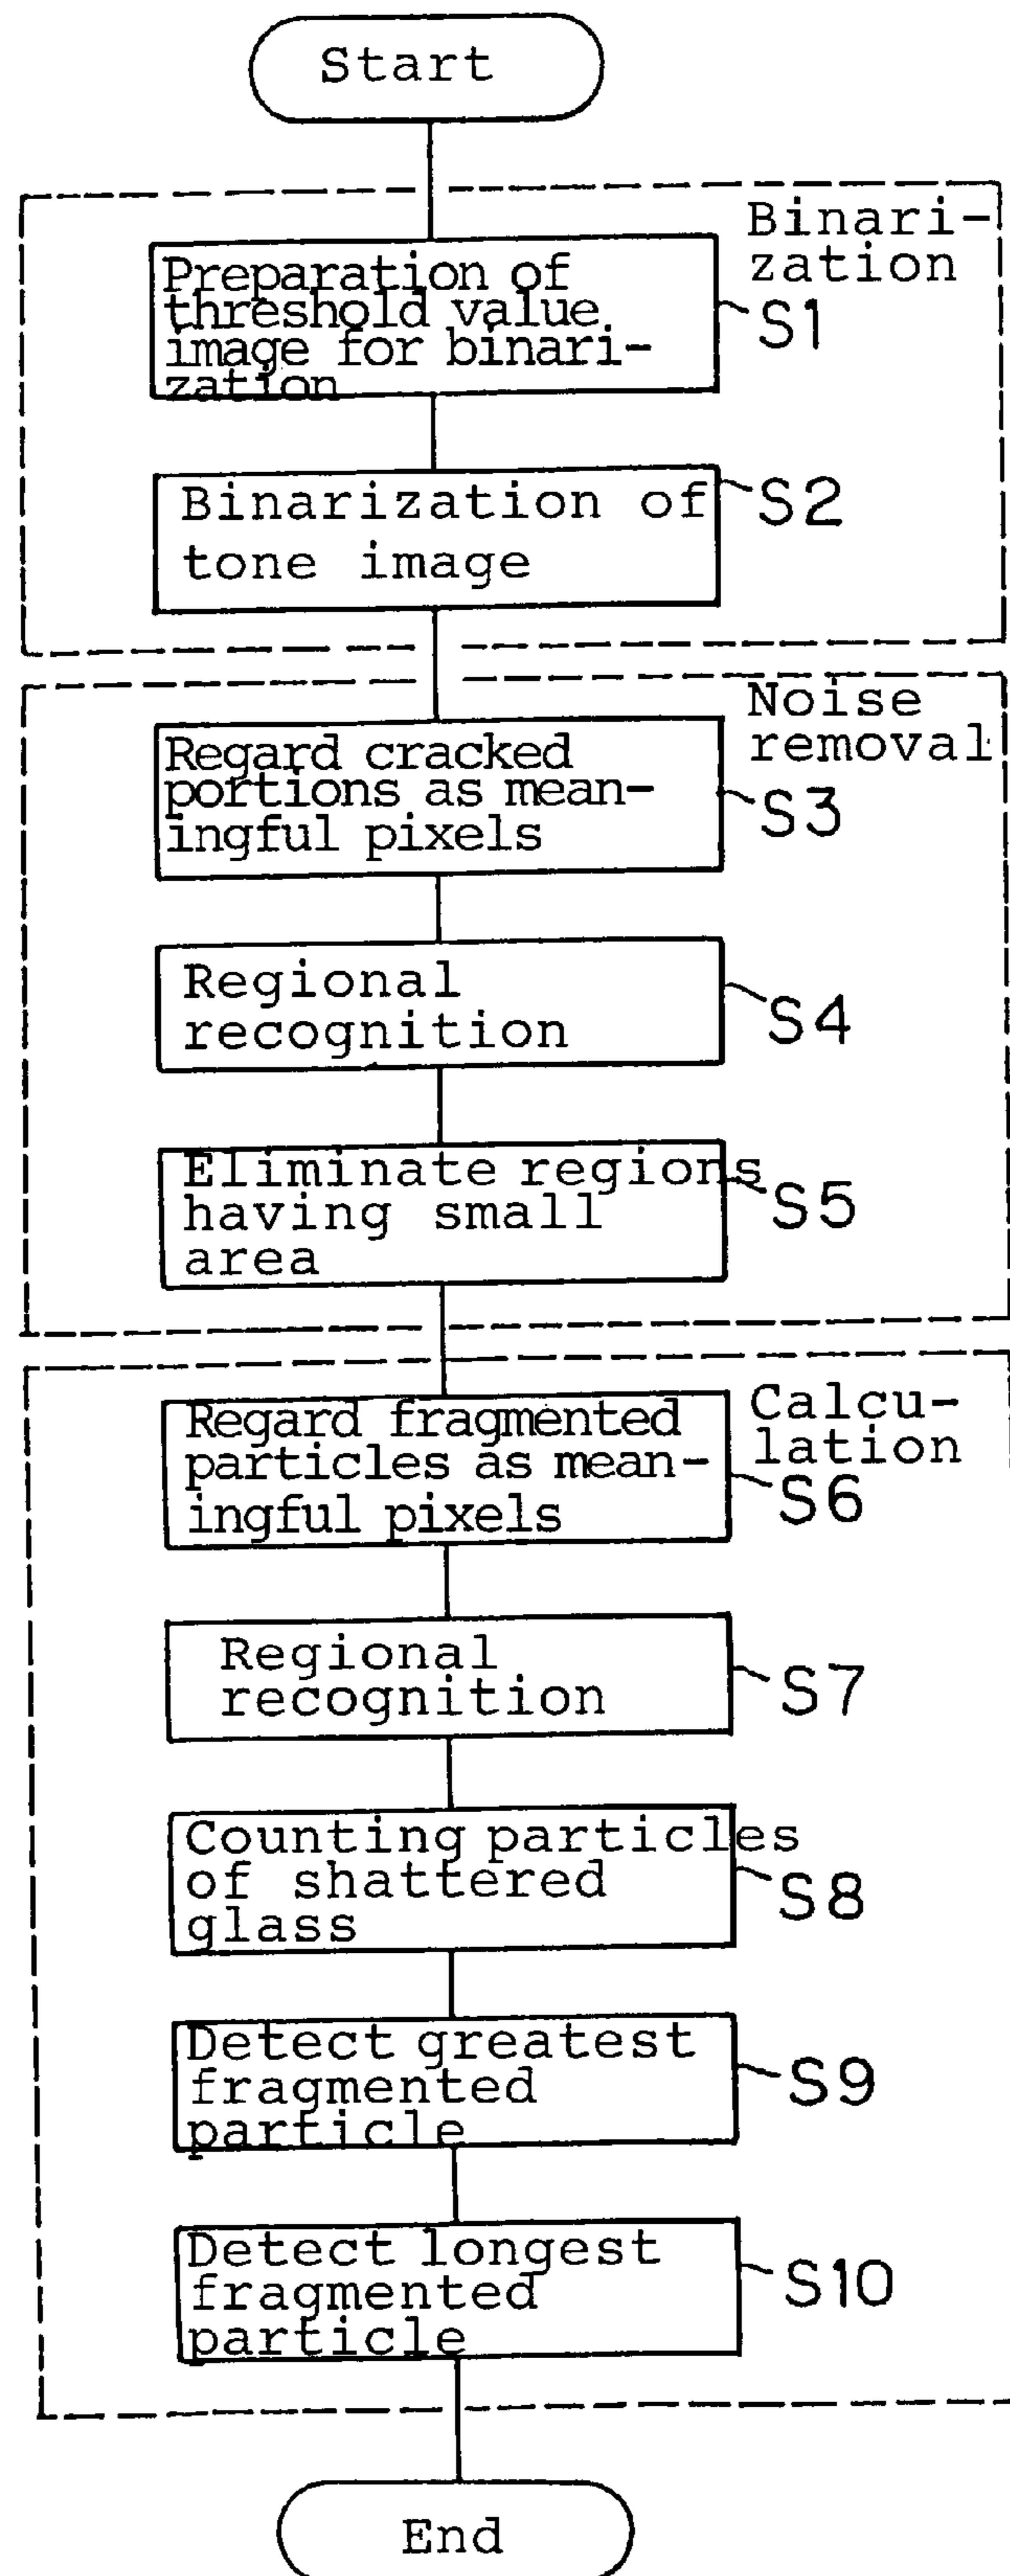 Start
Binari-
zation
Preparation of
threshold value
image for binari-
zation
S1
Binarization of
tone image
S2
Noise
removal
Regard cracked
portions as mean-
ingful pixels
S3
Regional
recognition
S4
Eliminate regions
having small
area
S5
Calcu-
lation
Regard fragmented
particles as mean-
ingful pixels
S6
Regional
recognition
S7
Counting particles
of shattered
glass
S8
Detect greatest
fragmented
particle
S9
Detect longest
fragmented
particle
S10
End